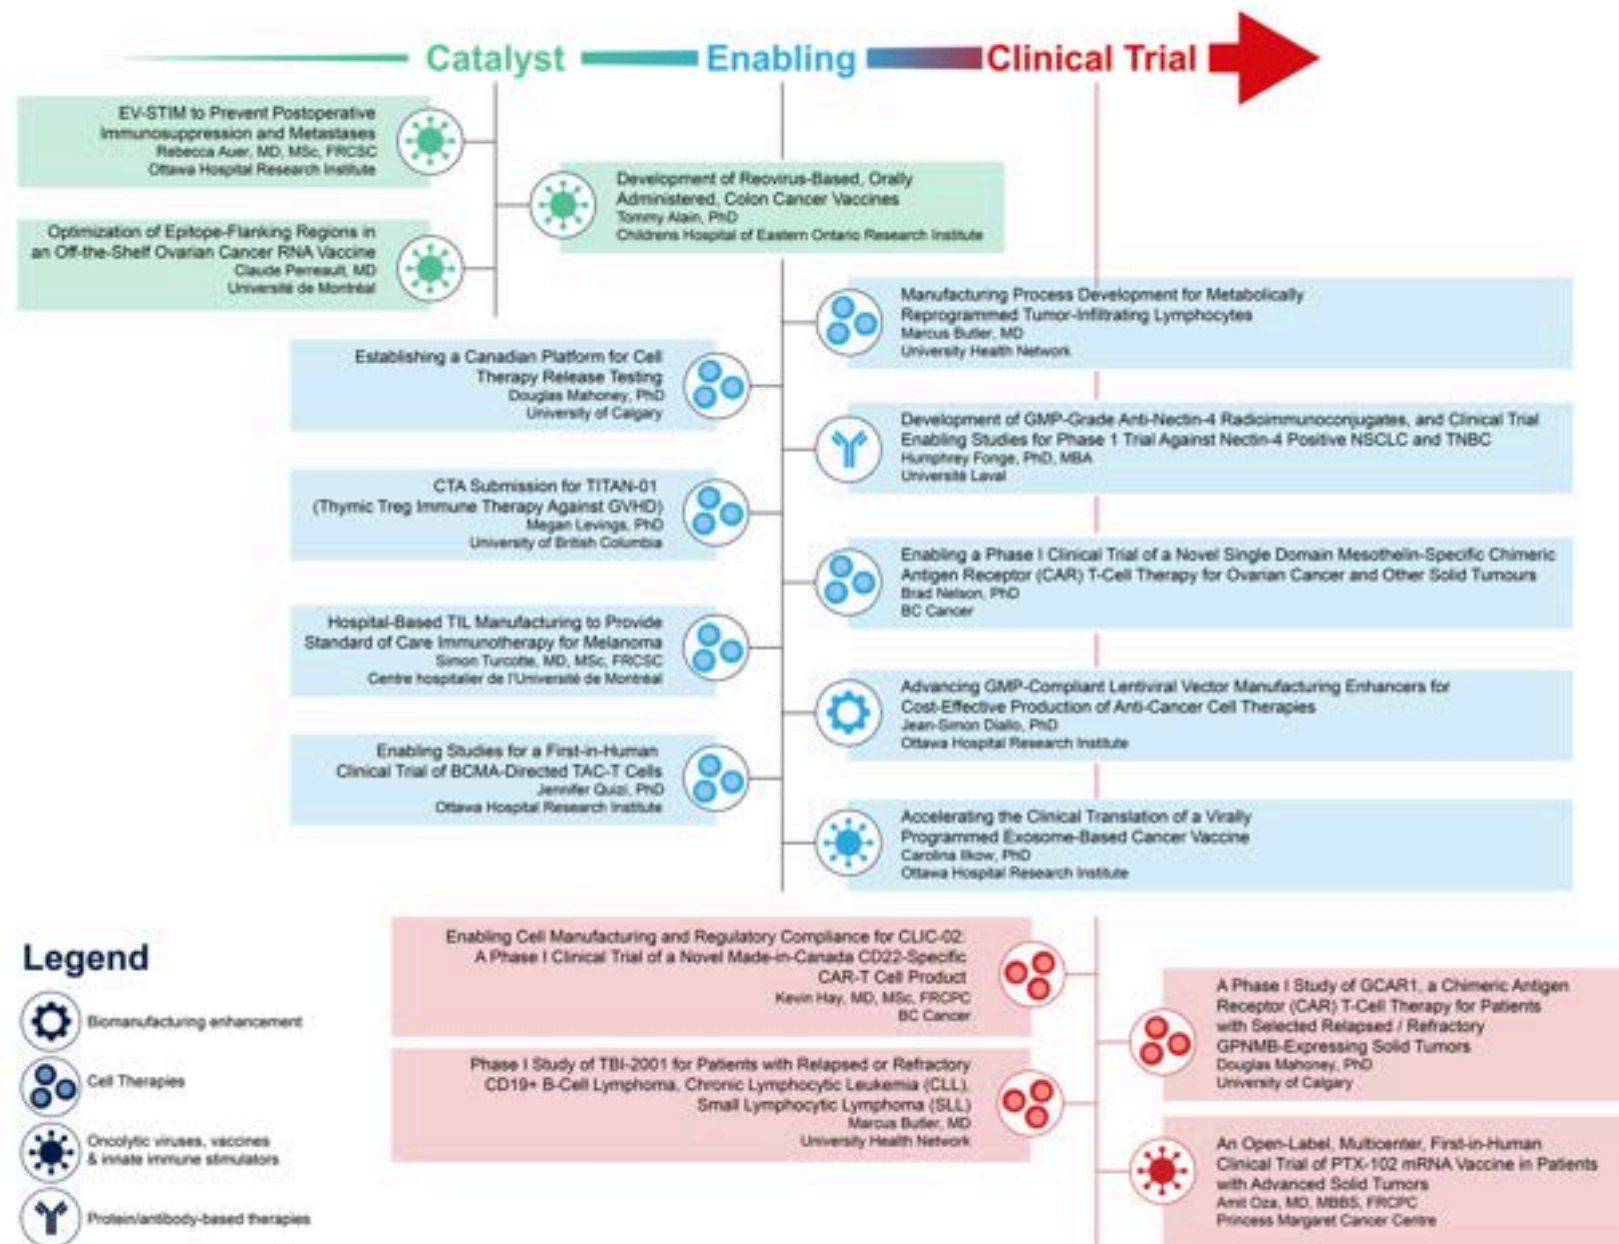 Catalyst
Enabling
Clinical Trial
EV-STIM to Prevent Postoperative
Immunosuppression and Metastases
Rebecca Auer, MD, MSc, FRCSC
Ottawa Hospital Research Institute
Development of Reovirus-Based, Orally
Administered, Colon Cancer Vaccines
Tommy Alain, PhD
Childrens Hospital of Eastern Ontario Research Institute
Optimization of Epitope-Flanking Regions in
an Off-the-Shelf Ovarian Cancer RNA Vaccine
Claude Perreault, MD
Université de Montréal
Manufacturing Process Development for Metabolically
Reprogrammed Tumor-Infiltrating Lymphocytes
Marcus Butler, MD
University Health Network
Establishing a Canadian Platform for Cell
Therapy Release Testing
Douglas Mahoney, PhD
University of Calgary
Development of GMP-Grade Anti-Nectin-4 Radioimmunoconjugates, and Clinical Trial
Enabling Studies for Phase 1 Trial Against Nectin-4 Positive NSCLC and TNBC
Humphrey Fonge, PhD, MBA
Université Laval
CTA Submission for TITAN-01
(Thymic Treg Immune Therapy Against GVHD)
Megan Levings, PhD
University of British Columbia
Enabling a Phase I Clinical Trial of a Novel Single Domain Mesothelin-Specific Chimeric
Antigen Receptor (CAR) T-Cell Therapy for Ovarian Cancer and Other Solid Tumours
Brad Nelson, PhD
BC Cancer
Hospital-Based TIL Manufacturing to Provide
Standard of Care Immunotherapy for Melanoma
Simon Turcotte, MD, MSc, FRCSC
Centre hospitalier de l'Université de Montréal
Advancing GMP-Compliant Lentiviral Vector Manufacturing Enhancers for
Cost-Effective Production of Anti-Cancer Cell Therapies
Jean-Simon Diallo, PhD
Ottawa Hospital Research Institute
Enabling Studies for a First-in-Human
Clinical Trial of BCMA-Directed TAC-T Cells
Jennifer Quizi, PhD
Ottawa Hospital Research Institute
Accelerating the Clinical Translation of a Virally
Programmed Exosome-Based Cancer Vaccine
Carolina Ilkow, PhD
Ottawa Hospital Research Institute
Enabling Cell Manufacturing and Regulatory Compliance for CLIC-02:
A Phase I Clinical Trial of a Novel Made-in-Canada CD22-Specific
CAR-T Cell Product
Kevin Hay, MD, MSc, FRCPC
BC Cancer
A Phase I Study of GCAR1, a Chimeric Antigen
Receptor (CAR) T-Cell Therapy for Patients
with Selected Relapsed / Refractory
GPNMB-Expressing Solid Tumors
Douglas Mahoney, PhD
University of Calgary
Phase I Study of TBI-2001 for Patients with Relapsed or Refractory
CD19+ B-Cell Lymphoma, Chronic Lymphocytic Leukemia (CLL),
Small Lymphocytic Lymphoma (SLL)
Marcus Butler, MD
University Health Network
An Open-Label, Multicenter, First-in-Human
Clinical Trial of PTX-102 mRNA Vaccine in Patients
with Advanced Solid Tumors
Amit Oza, MD, MBBS, FRCPC
Princess Margaret Cancer Centre
Legend
Biomanufacturing enhancement
Cell Therapies
Oncolytic viruses, vaccines
& innate immune stimulators
Protein/antibody-based therapies